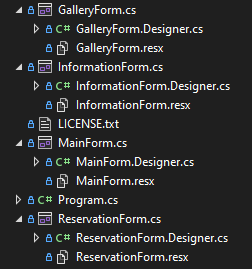 GalleryForm.cs
C# GalleryForm.Designer.cs
GalleryForm.resx
InformationForm.cs
C# InformationForm.Designer.cs
InformationForm.resx
LICENSE.txt
MainForm.cs
C# MainForm.Designer.cs
MainForm.resx
C# Program.cs
ReservationForm.cs
C# ReservationForm.Designer.cs
ReservationForm.resx